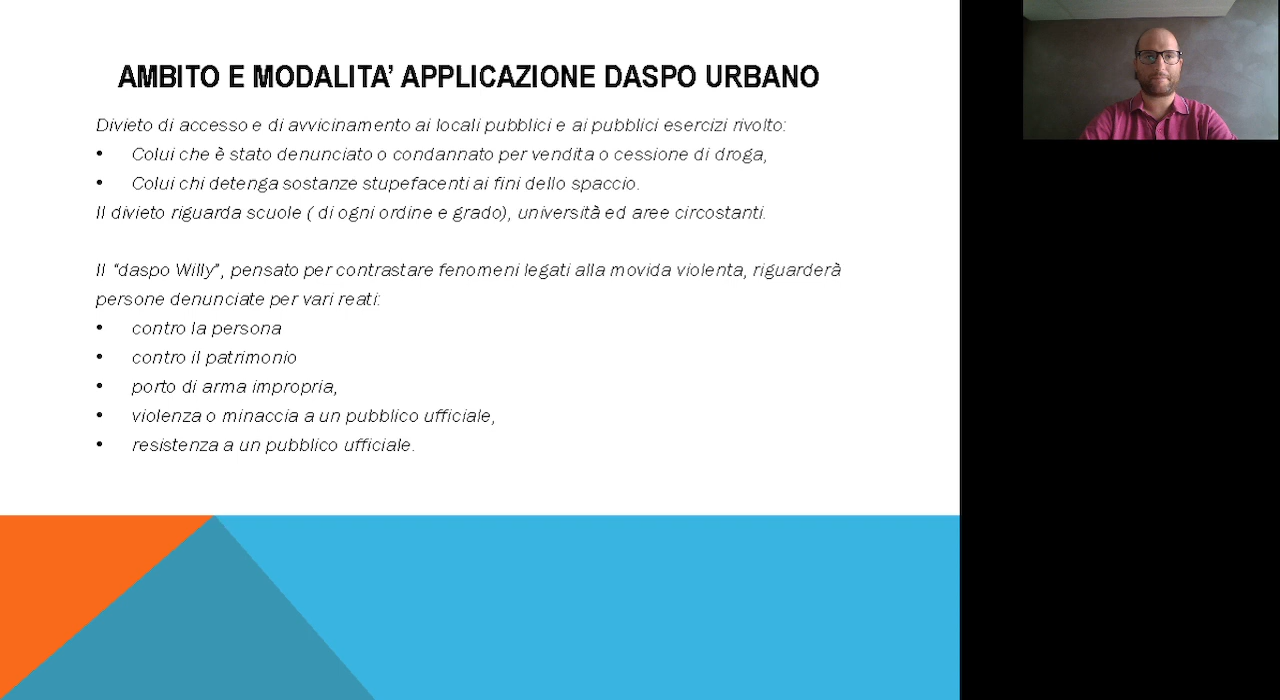 AMBITO E MODALITA’ APPLICAZIONE DASPO URBANO
Divieto di accesso e di avvicinamento ai locali pubblici e ai pubblici esercizi rivolto:
• Colui che è stato denunciato o condannato per vendita o cessione di droga,
• Colui chi detenga sostanze stupefacenti ai fini dello spaccio.
Il divieto riguarda scuole ( di ogni ordine e grado), università ed aree circostanti.
Il “daspo Willy”, pensato per contrastare fenomeni legati alla movida violenta, riguarderà
persone denunciate per vari reati:
• contro la persona
• contro il patrimonio
• porto di arma impropria,
• violenza o minaccia a un pubblico ufficiale,
• resistenza a un pubblico ufficiale.